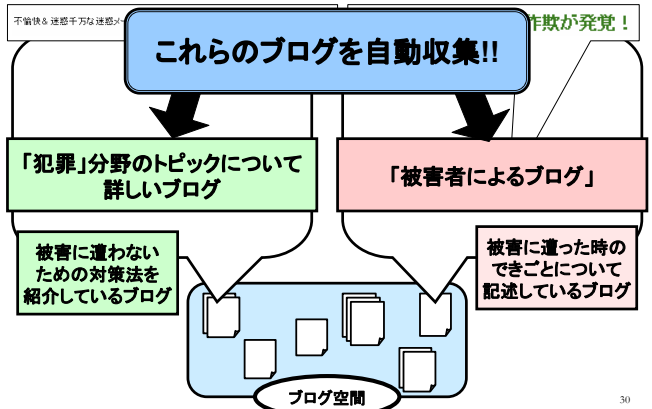 不愉快&迷惑千万な迷惑メー
詐欺が発覚!
これらのブログを自動収集!!
「犯罪」分野のトピックについて
詳しいブログ
「被害者によるブログ」
被害に遭わない
ための対策法を
紹介しているブログ
被害に遭った時の
できごとについて
記述しているブログ
ブログ空間
30